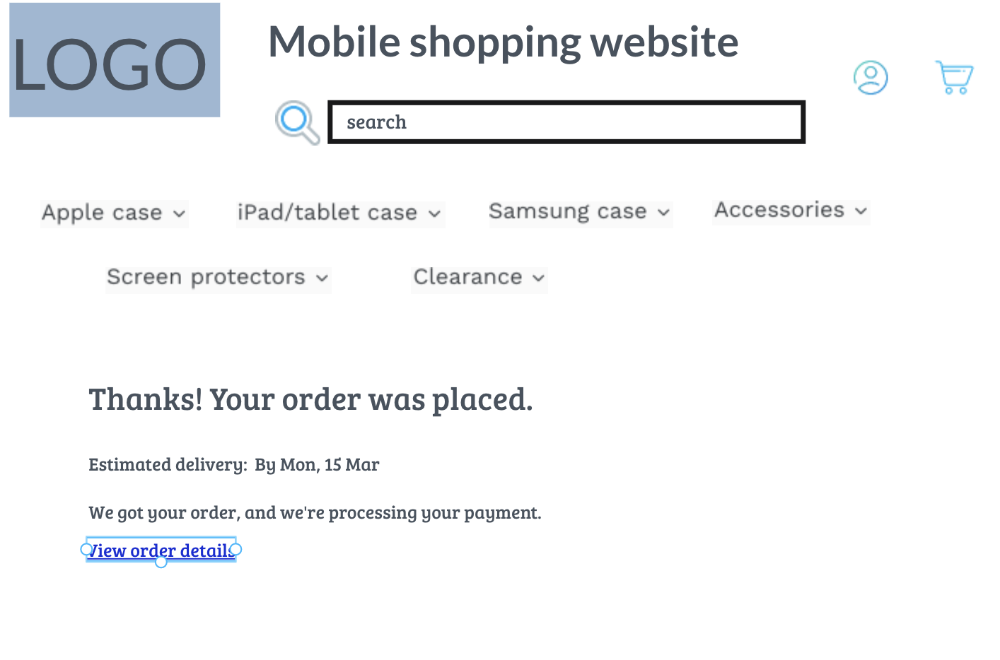 LOGO
Mobile shopping website
search
Apple case
iPad/tablet case
Samsung case
Accessories
Screen protectors
Clearance
Thanks! Your order was placed.
Estimated delivery: By Mon, 15 Mar
We got your order, and we're processing your payment.
View order details